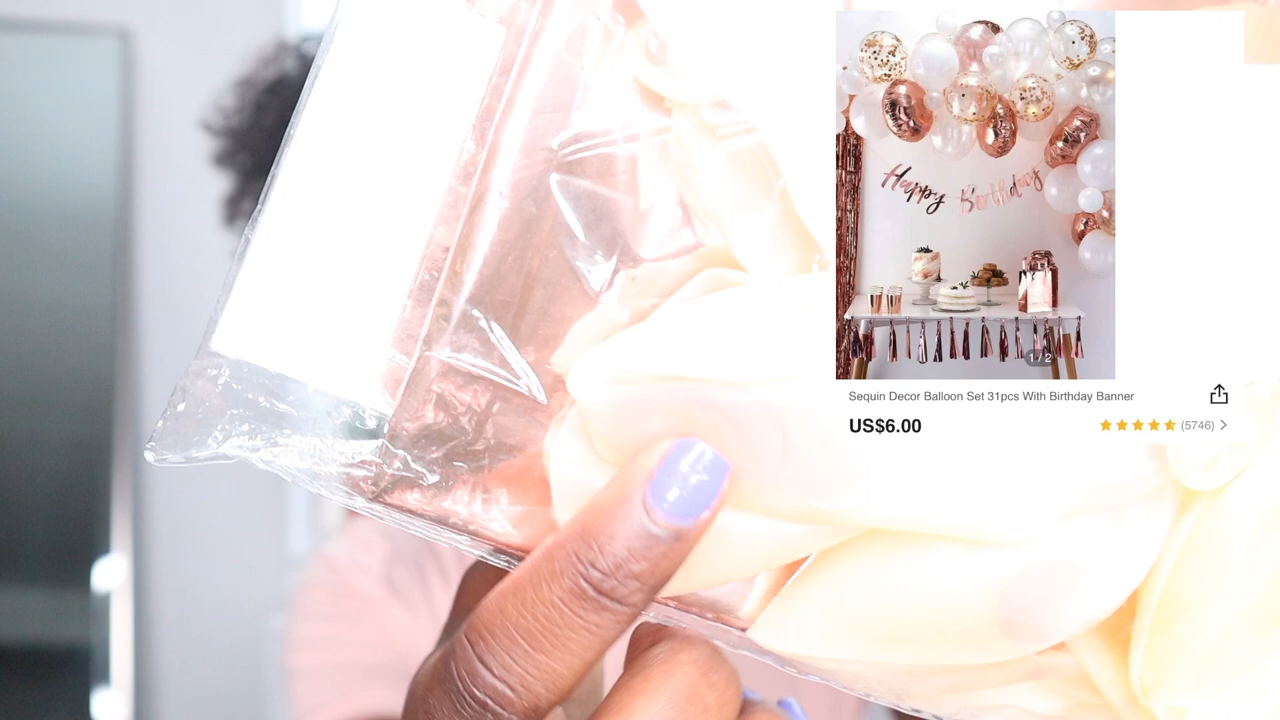 Happy Birthday
1 / 2
Sequin Decor Balloon Set 31pcs With Birthday Banner
US$6.00
(5746)